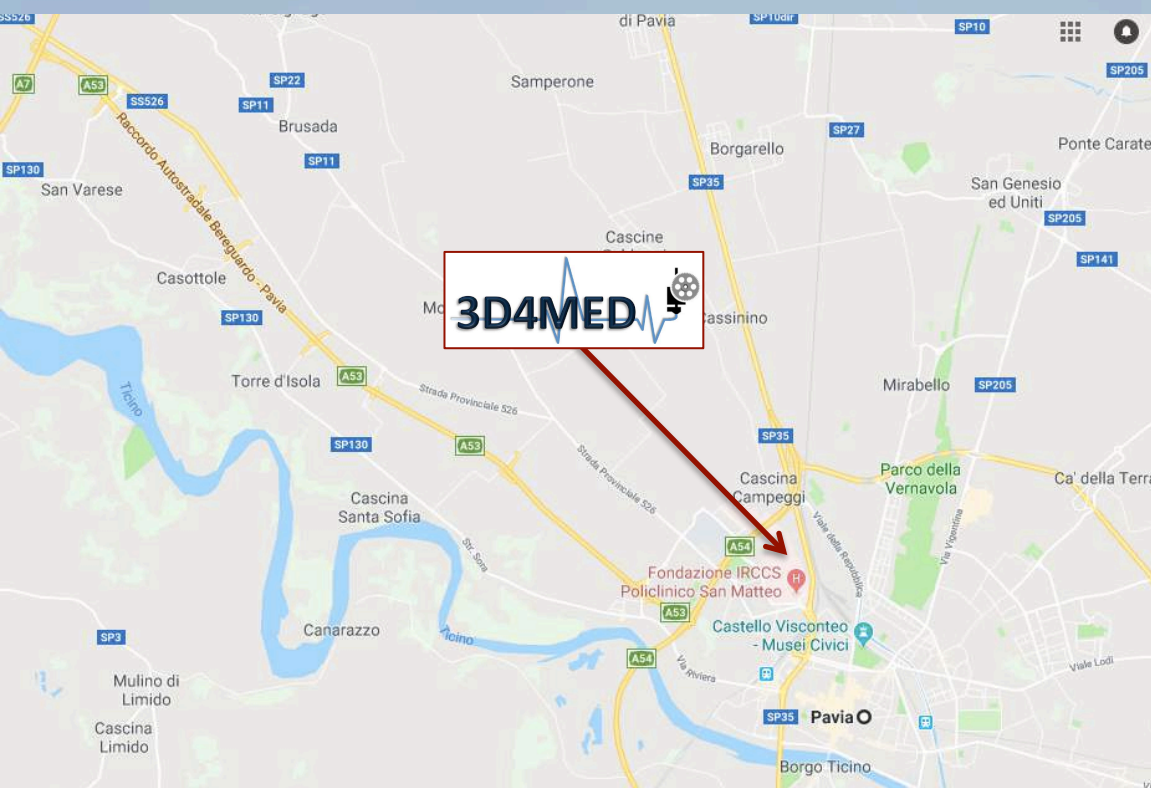 SS526
di Pavia
SP10dir
SP10
SP205
A7
A53
SP22
SS526
SP11
Samperone
Brusada
SP27
Ponte Carate
Borgarello
SP11
SP130
San Varese
SP35
San Genesio
ed Uniti
SP205
Raccordo Autostradale Bereguardo - Pavia
Cascine
SP141
Casottole
3D4MED
SP130
Cassinino
Torre d'Isola
A53
Strada Provinciale 526
Mirabello
SP205
Ticino
SP130
A53
SP35
Strada Provinciale 526
Parco della
Vernavola
Ca' della Terra
Cascina
Campeggi
Cascina
Santa Sofia
Viale della Repubblica
Via Vigentina
Str. Sora
A54
Fondazione IRCCS
Policlinico San Matteo
H
A53
Castello Visconteo
- Musei Civici
SP3
Canarazzo
Ticino
A54
Via Riviera
Viale Lodi
Mulino di
Limido
SP35
Pavia
Cascina
Limido
Borgo Ticino